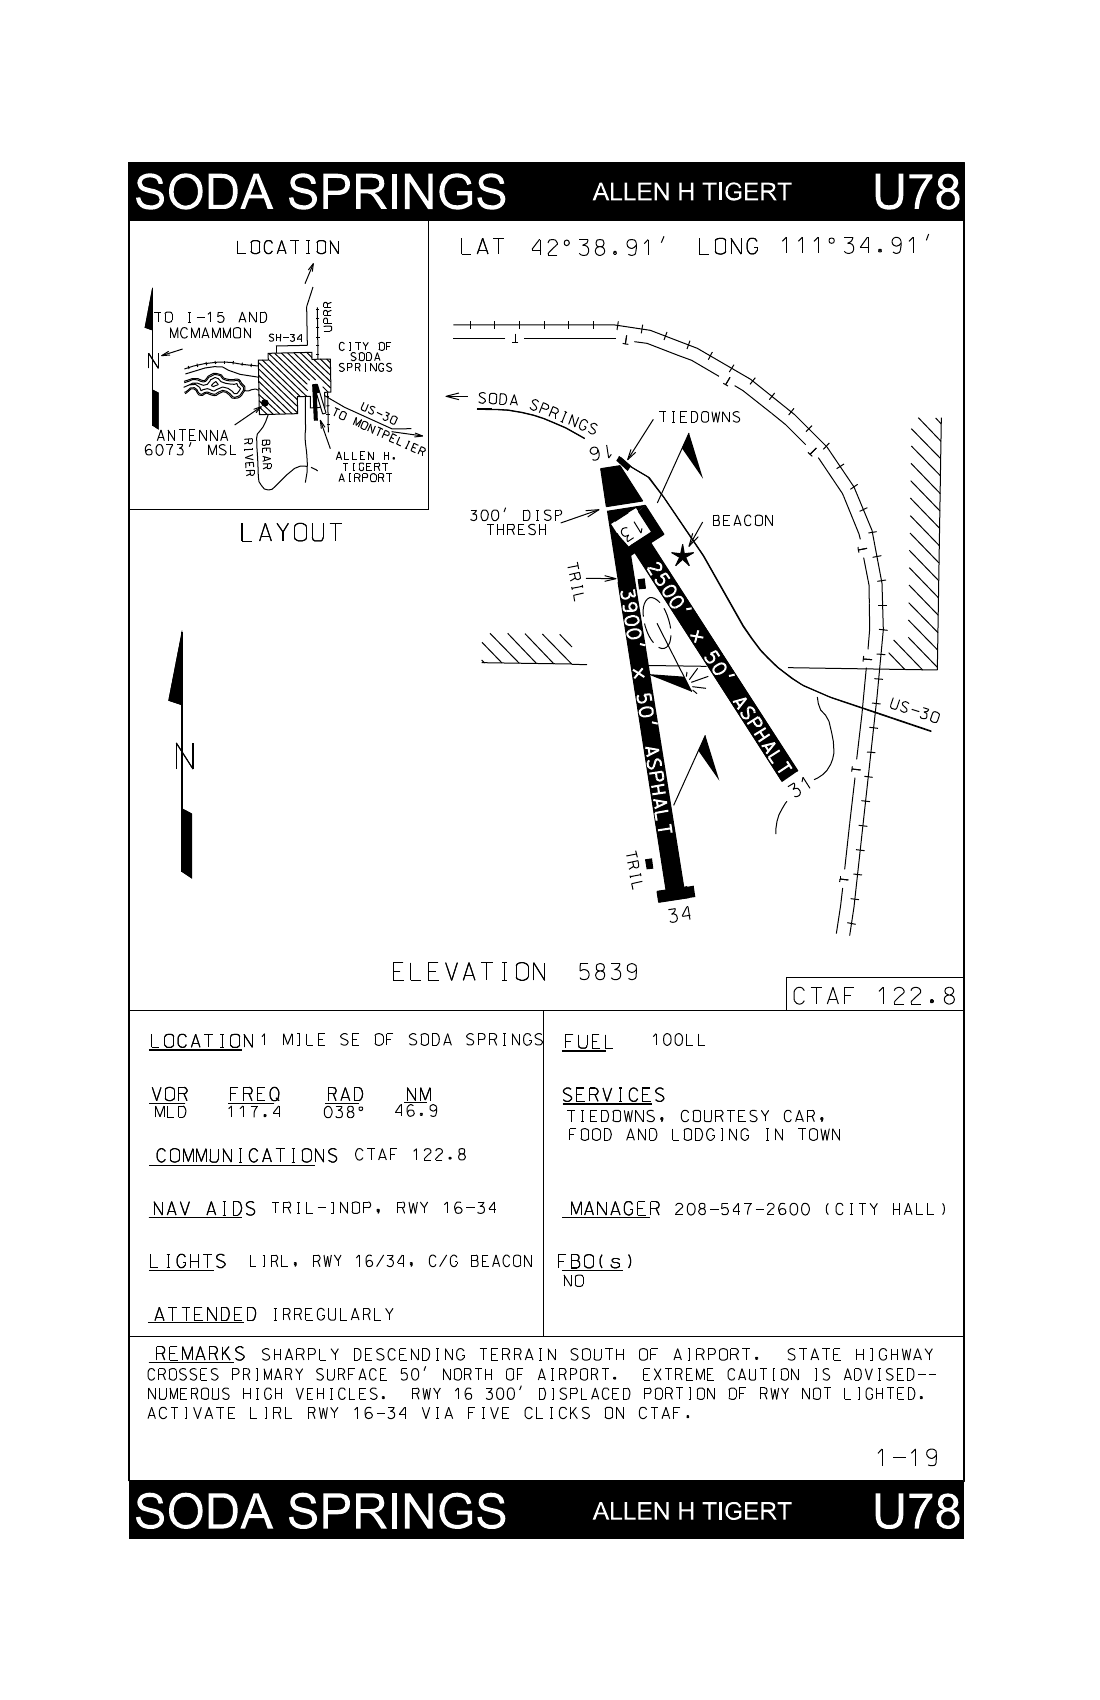 SODA SPRINGS ALLEN H TIGERT U78
LOCATION
TO I-15 AND
MCMAMMON
N
SH-34
UPRR
CITY OF
SODA
SPRINGS
US-30
TO MONTPELIER
ANTENNA
6073' MSL
BEAR
RIVER
ALLEN H.
TIGERT
AIRPORT
LAYOUT
LAT 42°38.91' LONG 111°34.91'
SODA SPRINGS
16
TIEDOWNS
300' DISP
THRESH
13
BEACON
TRIL
2500' x 50' ASPHALT
3900' x 50' ASPHALT
US-30
31
N
TRIL
34
T
T
T
T
T
T
T
T
ELEVATION 5839
CTAF 122.8
LOCATION 1 MILE SE OF SODA SPRINGS
VOR FREQ RAD NM
MLD 117.4 038° 46.9
COMMUNICATIONS CTAF 122.8
NAV AIDS TRIL-INOP, RWY 16-34
LIGHTS LIRL, RWY 16/34, C/G BEACON
ATTENDED IRREGULARLY
FUEL 100LL
SERVICES
TIEDOWNS, COURTESY CAR,
FOOD AND LODGING IN TOWN
MANAGER 208-547-2600 (CITY HALL)
FBO(s)
NO
REMARKS SHARPLY DESCENDING TERRAIN SOUTH OF AIRPORT. STATE HIGHWAY
CROSSES PRIMARY SURFACE 50' NORTH OF AIRPORT. EXTREME CAUTION IS ADVISED--
NUMEROUS HIGH VEHICLES. RWY 16 300' DISPLACED PORTION OF RWY NOT LIGHTED.
ACTIVATE LIRL RWY 16-34 VIA FIVE CLICKS ON CTAF.
1-19
SODA SPRINGS ALLEN H TIGERT U78